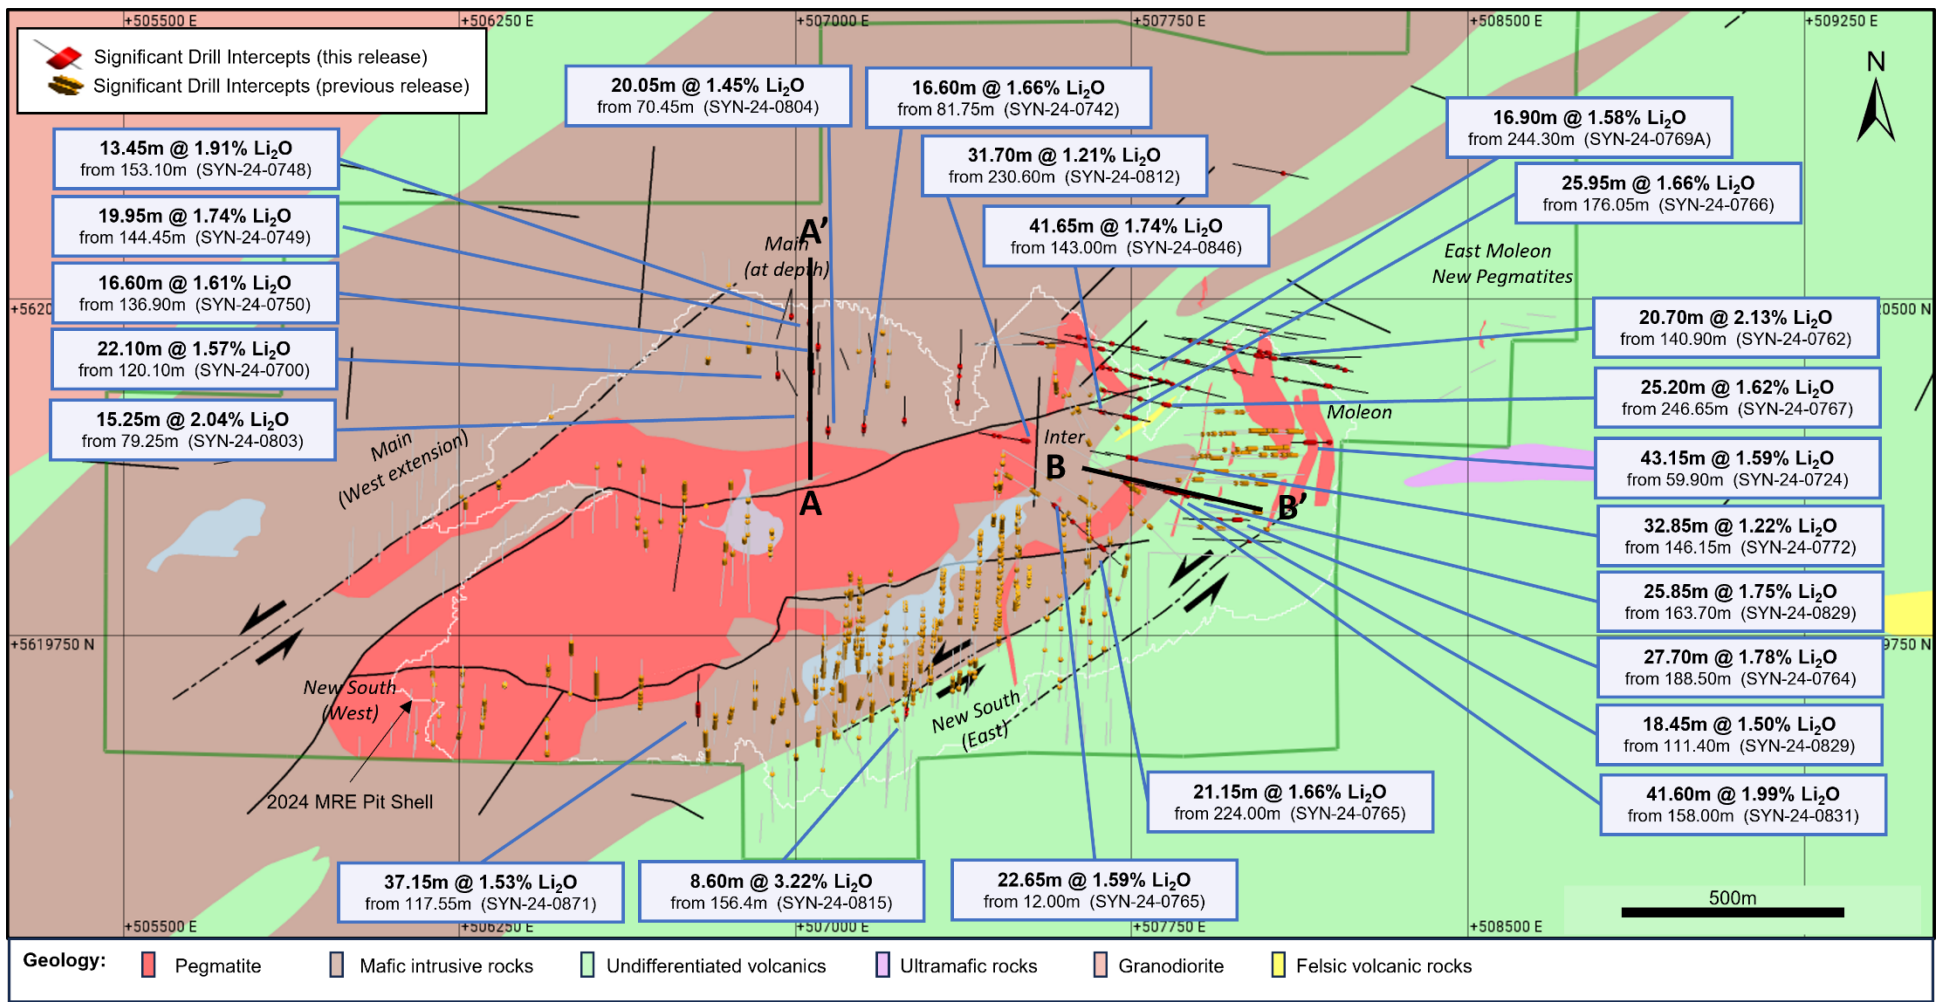 +505500 E
+506250 E
+507000 E
+507750 E
+508500 E
+509250 E
Significant Drill Intercepts (this release)
Significant Drill Intercepts (previous release)
N
20.05m @ 1.45% Li₂O
from 70.45m (SYN-24-0804)
16.60m @ 1.66% Li₂O
from 81.75m (SYN-24-0742)
31.70m @ 1.21% Li₂O
from 230.60m (SYN-24-0812)
41.65m @ 1.74% Li₂O
from 143.00m (SYN-24-0846)
16.90m @ 1.58% Li₂O
from 244.30m (SYN-24-0769A)
25.95m @ 1.66% Li₂O
from 176.05m (SYN-24-0766)
13.45m @ 1.91% Li₂O
from 153.10m (SYN-24-0748)
19.95m @ 1.74% Li₂O
from 144.45m (SYN-24-0749)
16.60m @ 1.61% Li₂O
from 136.90m (SYN-24-0750)
22.10m @ 1.57% Li₂O
from 120.10m (SYN-24-0700)
15.25m @ 2.04% Li₂O
from 79.25m (SYN-24-0803)
A’
Main
(at depth)
East Moleon
New Pegmatites
+5620
0500 N
20.70m @ 2.13% Li₂O
from 140.90m (SYN-24-0762)
25.20m @ 1.62% Li₂O
from 246.65m (SYN-24-0767)
43.15m @ 1.59% Li₂O
from 59.90m (SYN-24-0724)
32.85m @ 1.22% Li₂O
from 146.15m (SYN-24-0772)
25.85m @ 1.75% Li₂O
from 163.70m (SYN-24-0829)
27.70m @ 1.78% Li₂O
from 188.50m (SYN-24-0764)
18.45m @ 1.50% Li₂O
from 111.40m (SYN-24-0829)
41.60m @ 1.99% Li₂O
from 158.00m (SYN-24-0831)
Moleon
Inter
Main
(West extension)
A
B
B’
+5619750 N
9750 N
New South
(West)
New South
(East)
2024 MRE Pit Shell
21.15m @ 1.66% Li₂O
from 224.00m (SYN-24-0765)
37.15m @ 1.53% Li₂O
from 117.55m (SYN-24-0871)
8.60m @ 3.22% Li₂O
from 156.4m (SYN-24-0815)
22.65m @ 1.59% Li₂O
from 12.00m (SYN-24-0765)
500m
+505500 E
+506250 E
+507000 E
+507750 E
+508500 E
Geology:
Pegmatite
Mafic intrusive rocks
Undifferentiated volcanics
Ultramafic rocks
Granodiorite
Felsic volcanic rocks